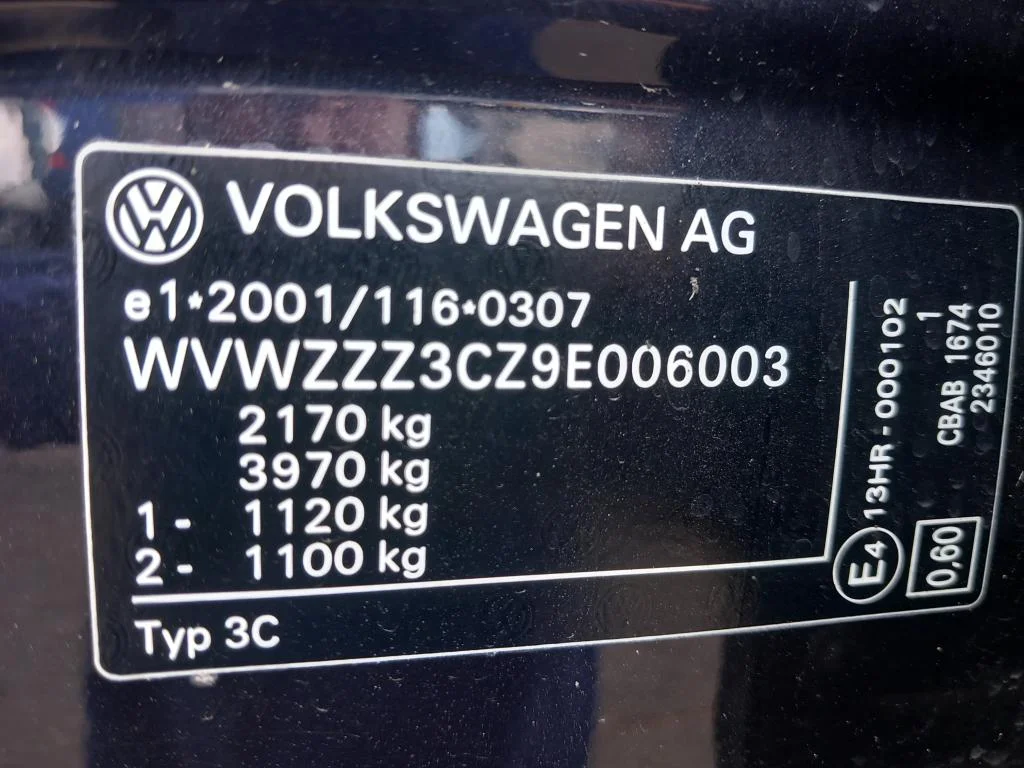 VOLKSWAGEN AG
e1*2001/116*0307
WVWZZZ3CZ9E006003
2170 kg
3970 kg
1- 1120 kg
2- 1100 kg
Typ 3C
E4 13HR-000102
1
CBAB 1674
2346010
0,60